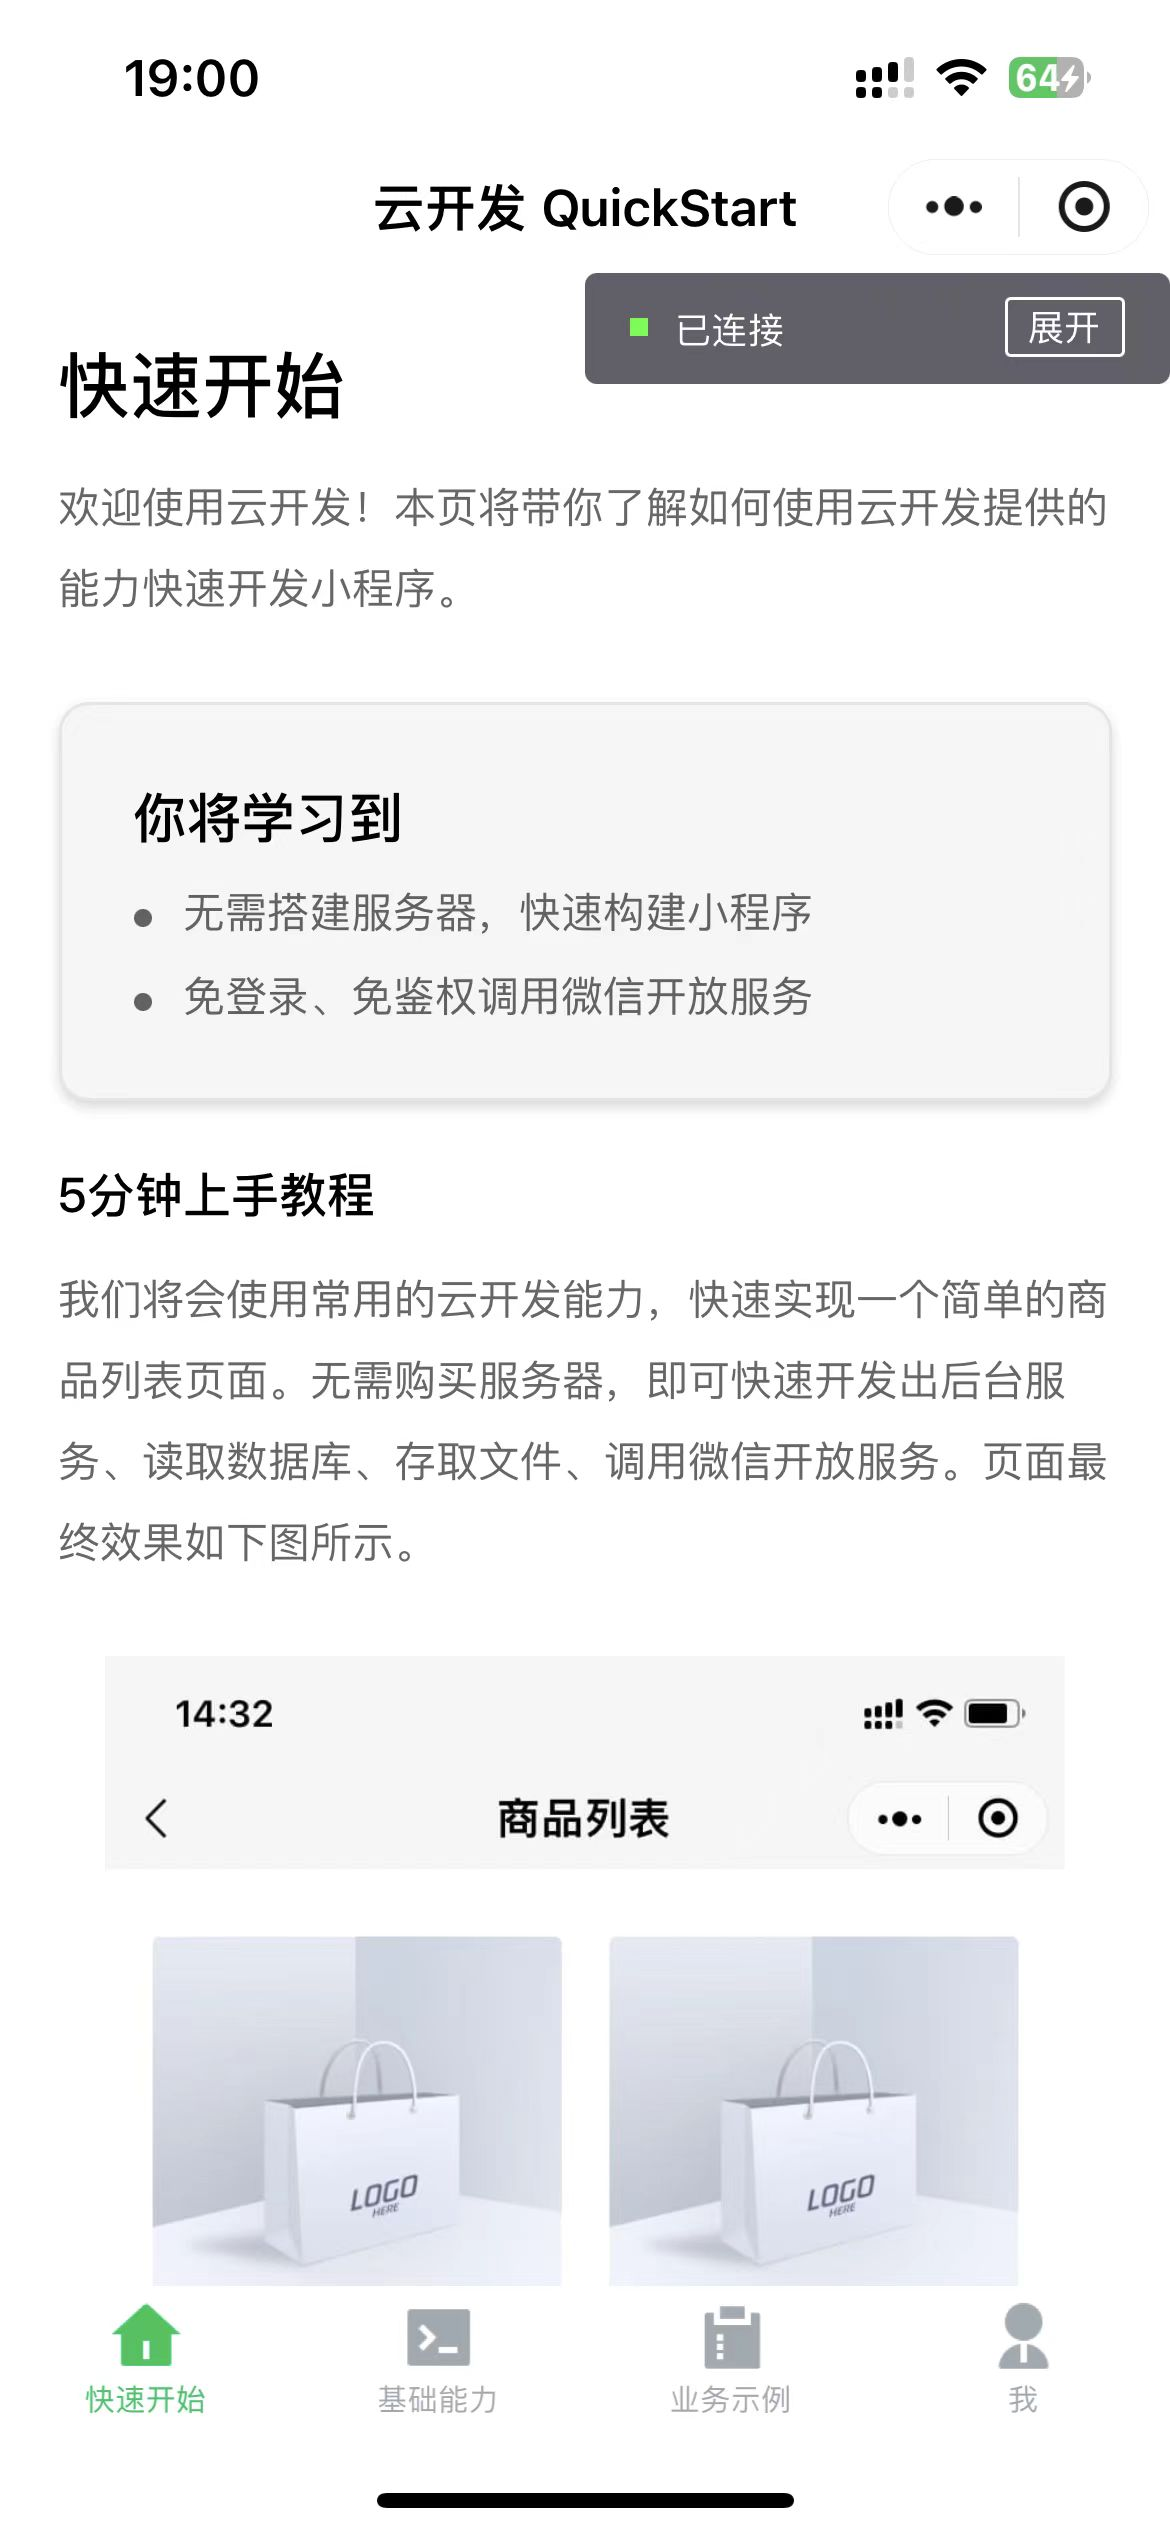 19:00
64
云开发 QuickStart
已连接
展开
快速开始
欢迎使用云开发！本页将带你了解如何使用云开发提供的
能力快速开发小程序。
你将学习到
无需搭建服务器，快速构建小程序
免登录、免鉴权调用微信开放服务
5分钟上手教程
我们将会使用常用的云开发能力，快速实现一个简单的商
品列表页面。无需购买服务器，即可快速开发出后台服
务、读取数据库、存取文件、调用微信开放服务。页面最
终效果如下图所示。
14:32
商品列表
LOGO
HERE
LOGO
HERE
快速开始
基础能力
业务示例
我